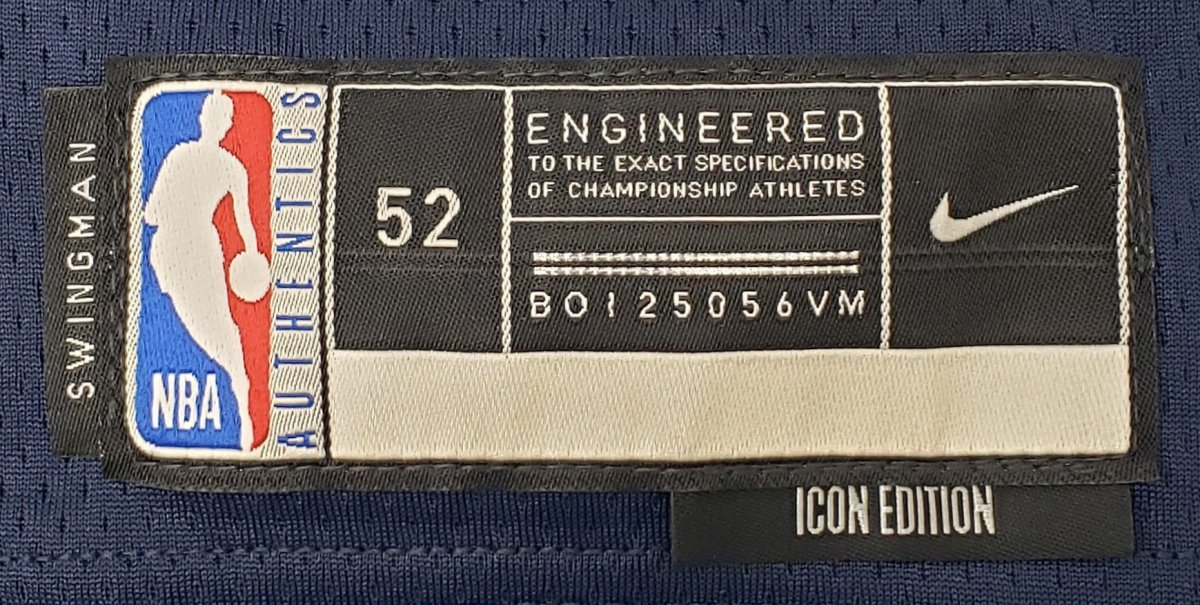 SWINGMAN
NBA
AUTHENTICS
52
ENGINEERED
TO THE EXACT SPECIFICATIONS
OF CHAMPIONSHIP ATHLETES
BO125056VM
ICON EDITION